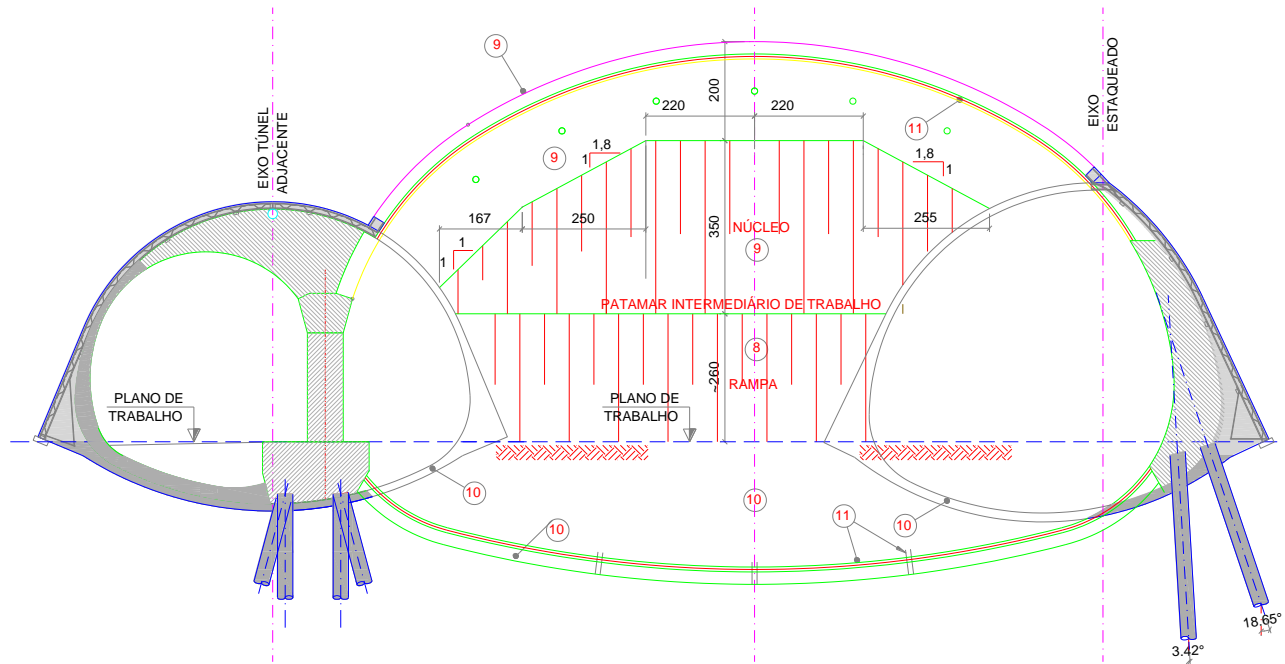 9
EIXO TÚNEL
ADJACENTE
EIXO
ESTAQUEADO
200
220
220
11
1,8
1
9
1,8
1
167
250
255
1
1
350
NÚCLEO
9
PATAMAR INTERMEDIÁRIO DE TRABALHO
8
~260
RAMPA
PLANO DE
TRABALHO
PLANO DE
TRABALHO
10
10
10
11
10
18.65°
3.42°